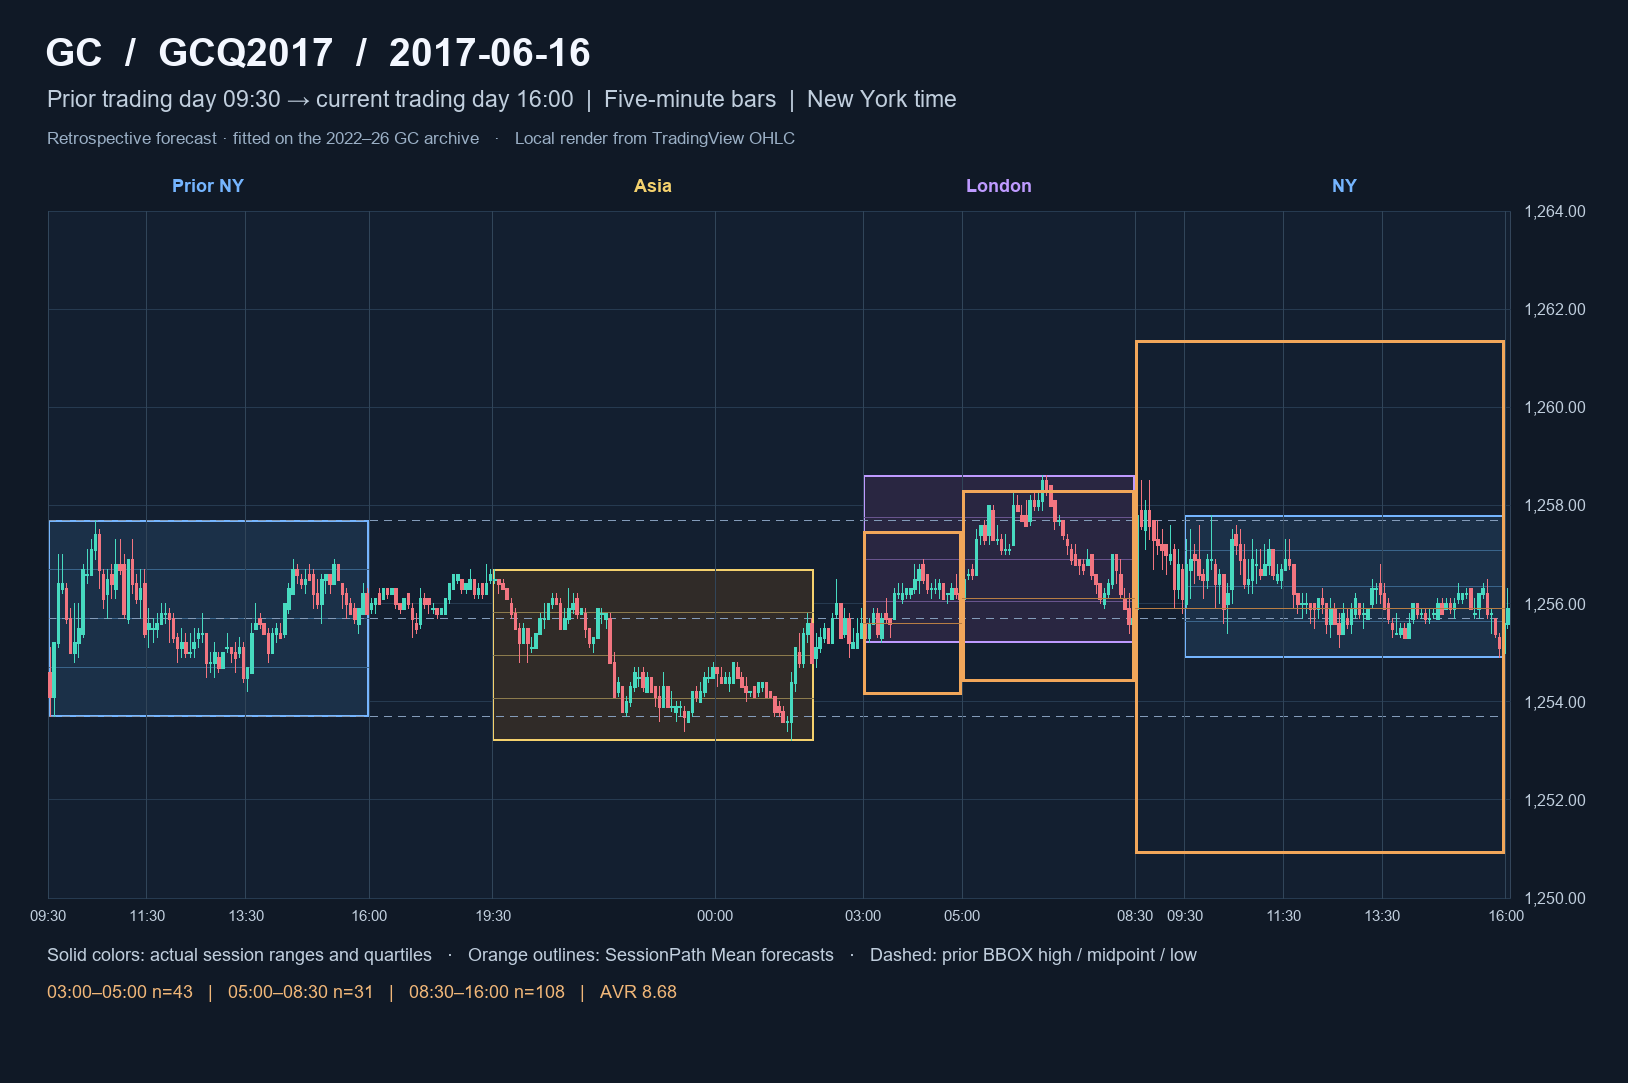 GC / GCQ2017 / 2017-06-16
Prior trading day 09:30 → current trading day 16:00 | Five-minute bars | New York time
Retrospective forecast · fitted on the 2022–26 GC archive · Local render from TradingView OHLC
Prior NY Asia London NY
1,264.00
1,262.00
1,260.00
1,258.00
1,256.00
1,254.00
1,252.00
1,250.00
09:30 11:30 13:30 16:00 19:30 00:00 03:00 05:00 08:30 09:30 11:30 13:30 16:00
Solid colors: actual session ranges and quartiles · Orange outlines: SessionPath Mean forecasts · Dashed: prior BBOX high / midpoint / low
03:00–05:00 n=43 | 05:00–08:30 n=31 | 08:30–16:00 n=108 | AVR 8.68